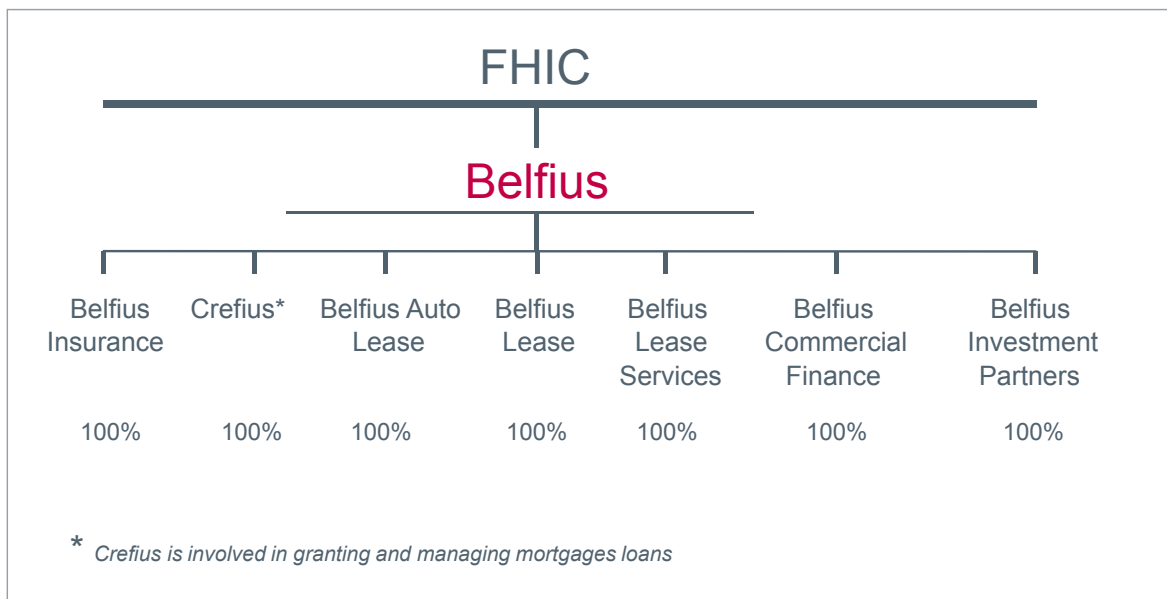 FHIC
Belfius
Belfius
Insurance
Crefius*
Belfius Auto
Lease
Belfius
Lease
Belfius
Lease
Services
Belfius
Commercial
Finance
Belfius
Investment
Partners
100%
100%
100%
100%
100%
100%
100%
* Crefius is involved in granting and managing mortgages loans